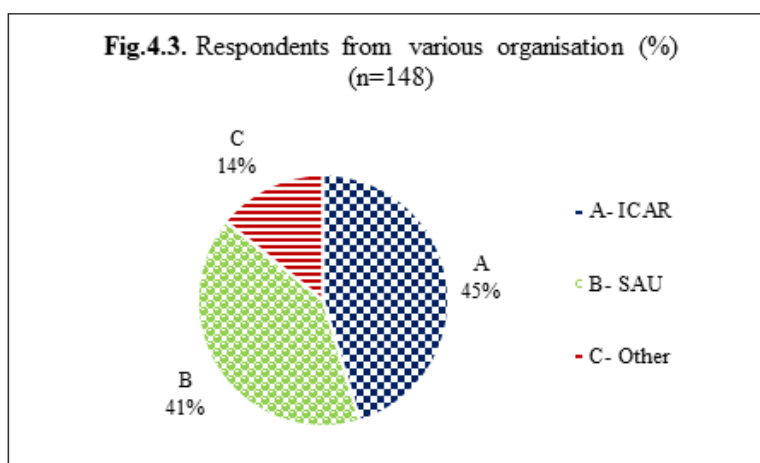 Fig.4.3. Respondents from various organisation (%)
(n=148)
C
14%
A
45%
B
41%
A- ICAR
B- SAU
C- Other